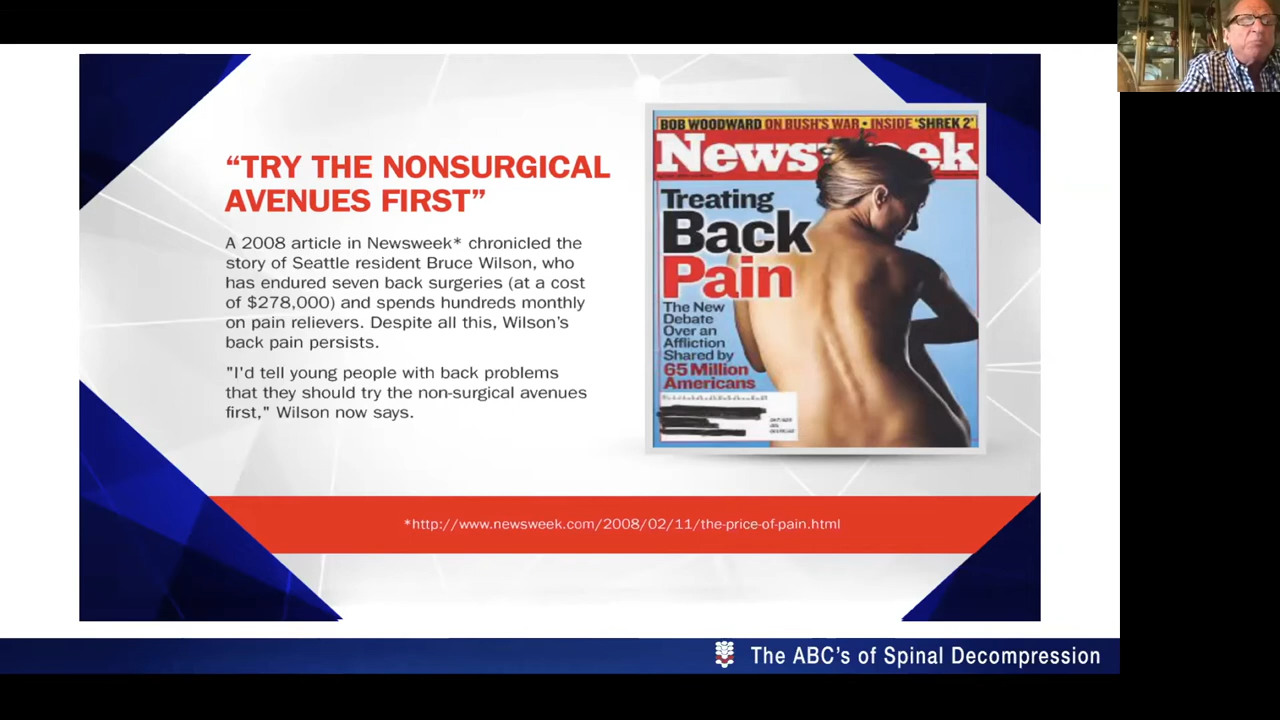 “TRY THE NONSURGICAL
AVENUES FIRST”
A 2008 article in Newsweek* chronicled the
story of Seattle resident Bruce Wilson, who
has endured seven back surgeries (at a cost
of $278,000) and spends hundreds monthly
on pain relievers. Despite all this, Wilson’s
back pain persists.
"I'd tell young people with back problems
that they should try the non-surgical avenues
first," Wilson now says.
BOB WOODWARD ON BUSH'S WAR • INSIDE 'SHREK 2'
Newsweek
Treating
Back
Pain
The New
Debate
Over an
Affliction
Shared by
65 Million
Americans
*http://www.newsweek.com/2008/02/11/the-price-of-pain.html
The ABC’s of Spinal Decompression